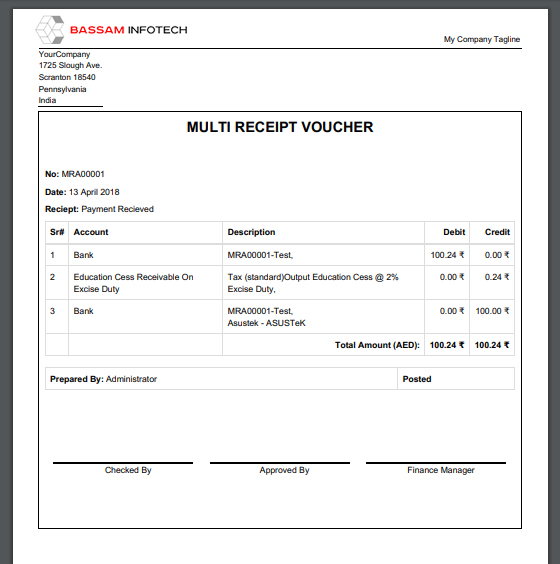 BASSAM INFOTECH
My Company Tagline
YourCompany
1725 Slough Ave.
Scranton 18540
Pennsylvania
India
MULTI RECEIPT VOUCHER
No: MRA00001
Date: 13 April 2018
Reciept: Payment Recieved
Sr# Account Description Debit Credit
1 Bank MRA00001-Test, 100.24 ₹ 0.00 ₹
2 Education Cess Receivable On Tax (standard)Output Education Cess @ 2% 0.00 ₹ 0.24 ₹
Excise Duty Excise Duty,
3 Bank MRA00001-Test, 0.00 ₹ 100.00 ₹
Asustek - ASUSTeK
Total Amount (AED): 100.24 ₹ 100.24 ₹
Prepared By: Administrator Posted
Checked By Approved By Finance Manager